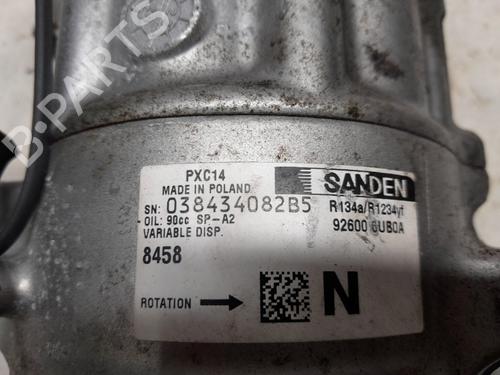 B-PARTS
PXC14
MADE IN POLAND
SANDEN
SN: 038434082B5
R134a/R1234yf
OIL: 90cc SP-A2
92600 6UB0A
VARIABLE DISP.
8458
ROTATION
N